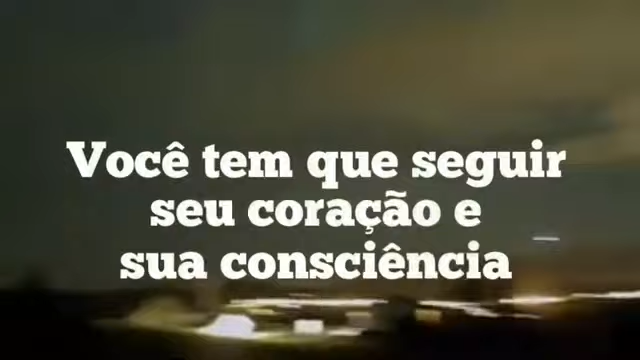 Você tem que seguir
seu coração e
sua consciência